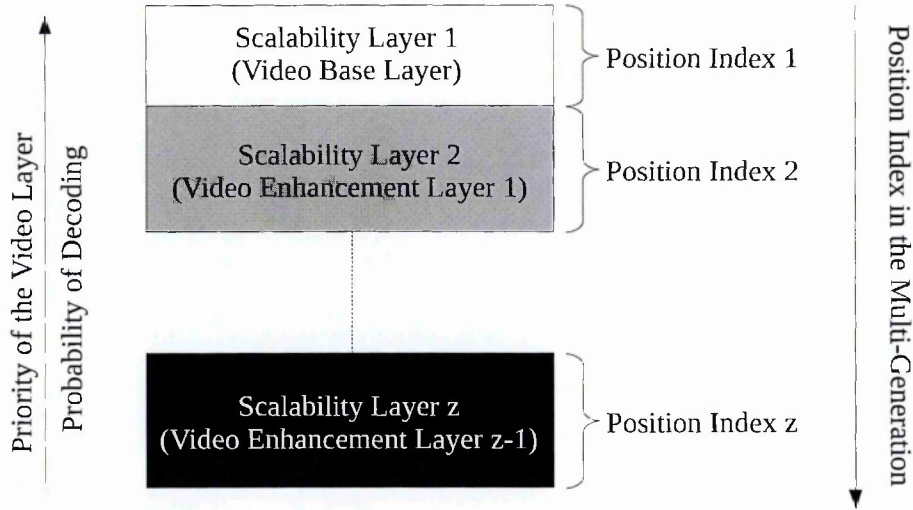 Scalability Layer 1
(Video Base Layer)
Position Index 1
Scalability Layer 2
(Video Enhancement Layer 1)
Position Index 2
Scalability Layer z
(Video Enhancement Layer z-1)
Position Index z
Priority of the Video Layer
Probability of Decoding
Position Index in the Multi-Generation